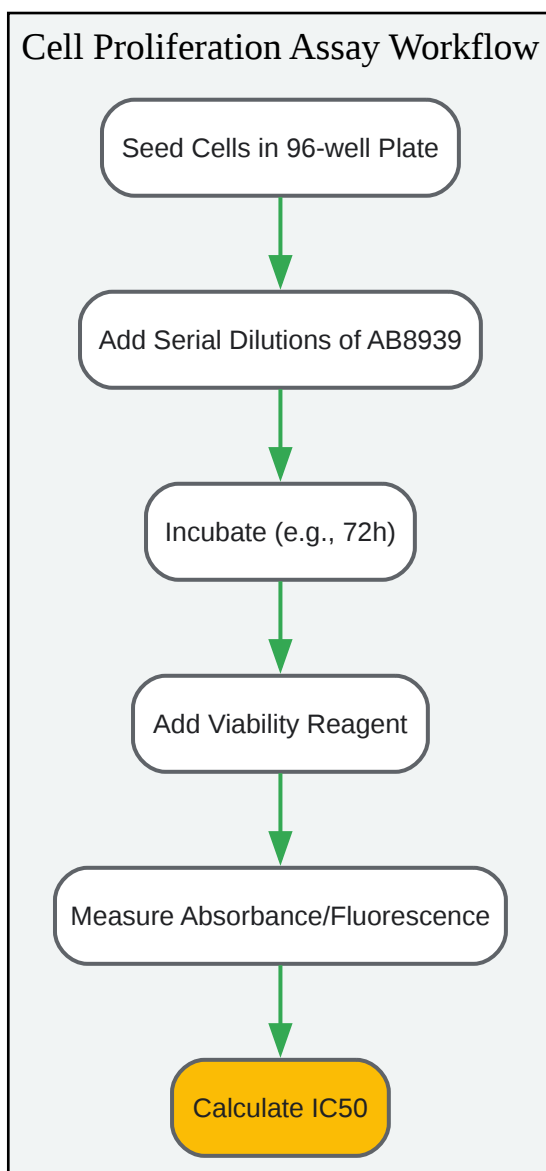 Cell Proliferation Assay Workflow
Seed Cells in 96-well Plate
Add Serial Dilutions of AB8939
Incubate (e.g., 72h)
Add Viability Reagent
Measure Absorbance/Fluorescence
Calculate IC50